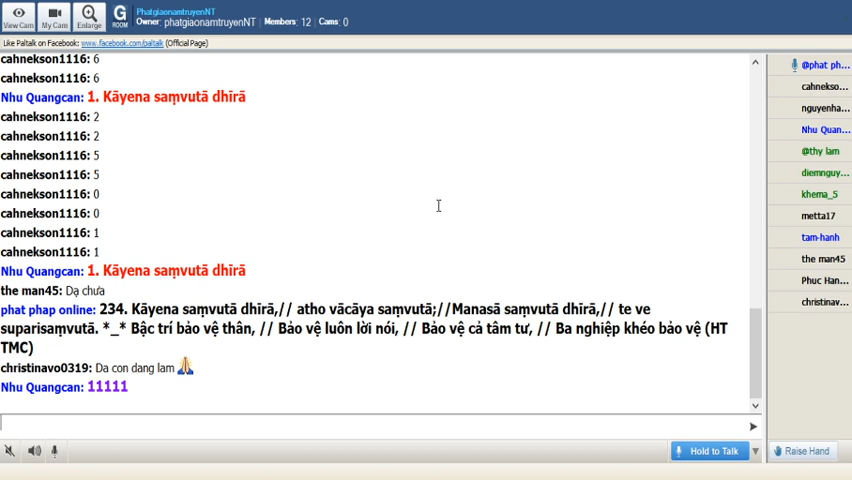 PhatgiaonamtruyenNT
Owner: phatgiaonamtruyenNT Members: 12 Cams: 0
View Cam My Cam Enlarge G ROOM
Like Paltalk on Facebook: www.facebook.com/paltalk (Official Page)
cahnekson1116: 6
cahnekson1116: 6
Nhu Quangcan: 1. Kāyena saṃvutā dhīrā
cahnekson1116: 2
cahnekson1116: 2
cahnekson1116: 5
cahnekson1116: 5
cahnekson1116: 0
cahnekson1116: 0
cahnekson1116: 1
cahnekson1116: 1
Nhu Quangcan: 1. Kāyena saṃvutā dhīrā
the man45: Dạ chưa
phat phap online: 234. Kāyena saṃvutā dhīrā,// atho vācāya saṃvutā;//Manasā saṃvutā dhīrā,// te ve
suparisaṃvutā. *_* Bậc trí bảo vệ thân, // Bảo vệ luôn lời nói, // Bảo vệ cả tâm tư, // Ba nghiệp khéo bảo vệ (HT
TMC)
christinavo0319: Da con dang lam
Nhu Quangcan: 11111
@phat ph...
cahnekso...
nguyenha...
Nhu Quan...
@thy lam
diemnguy...
khema_5
metta17
tam-hanh
the man45
Phuc Han...
christinav...
Hold to Talk
Raise Hand